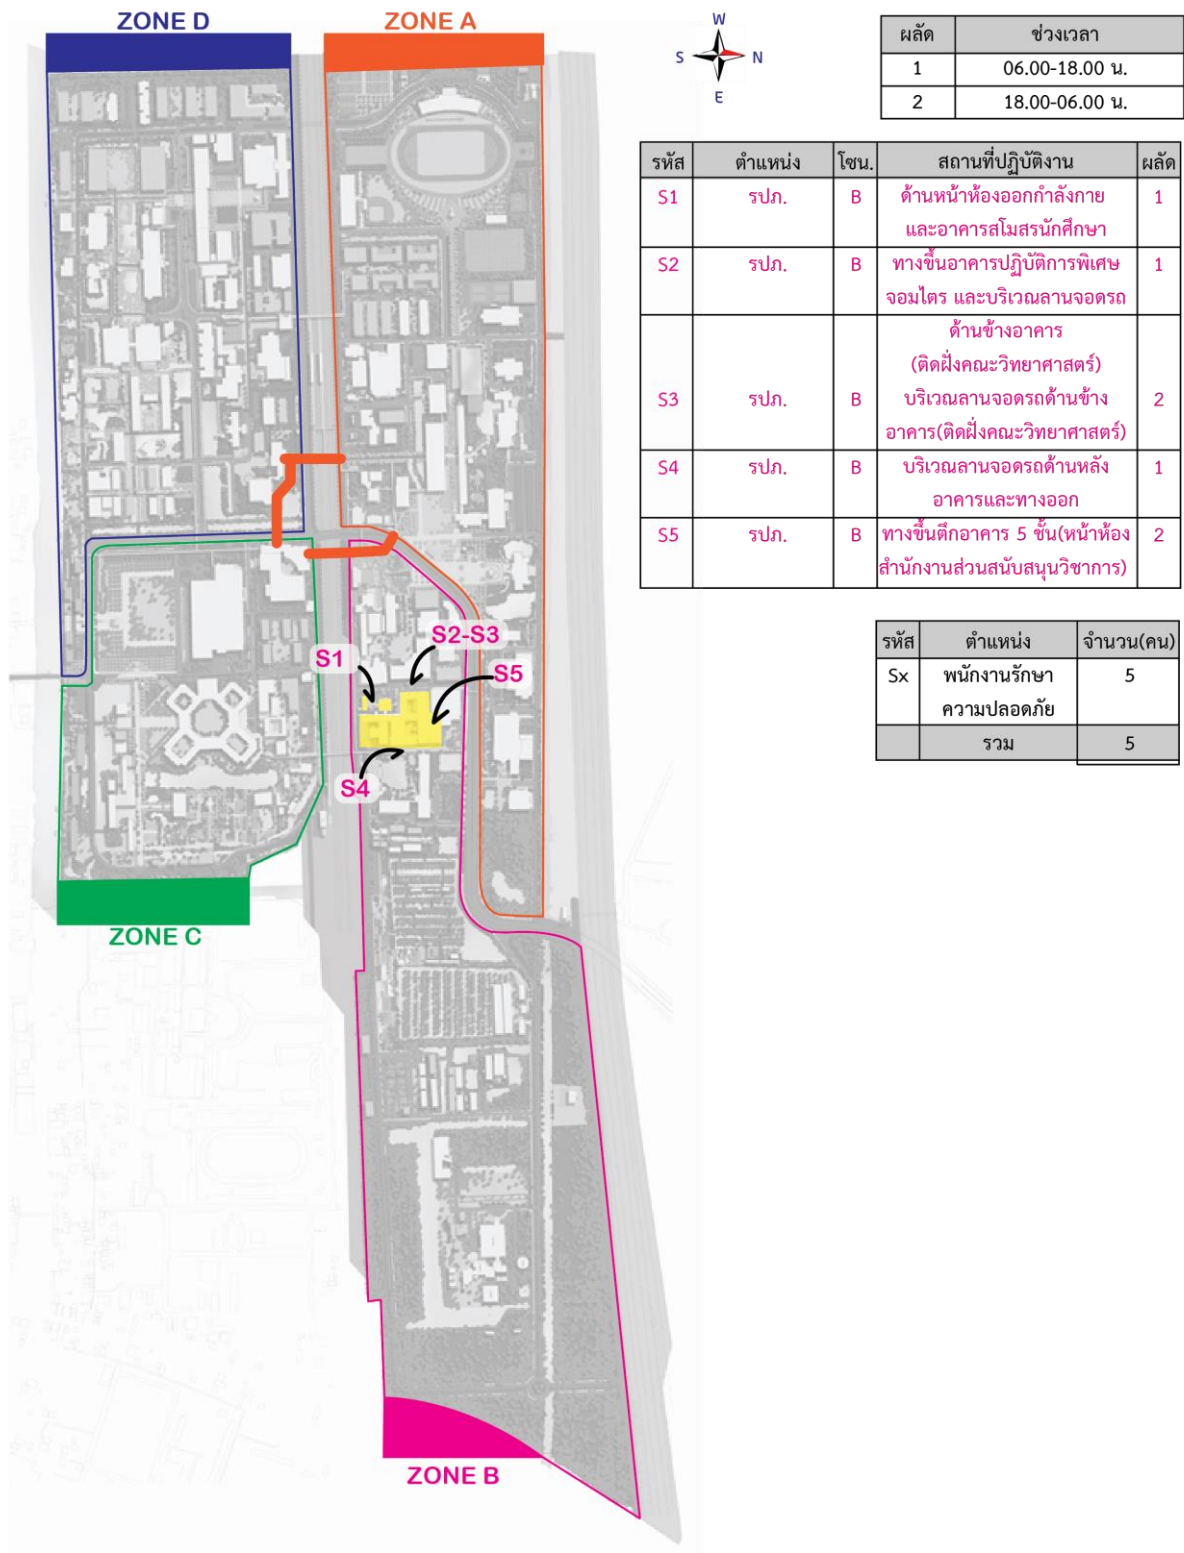 ZONE D
ZONE A
W
S
N
E
ผลัด ช่วงเวลา
1 06.00-18.00 น.
2 18.00-06.00 น.
รหัส ตำแหน่ง โซน. สถานที่ปฏิบัติงาน ผลัด
S1 รปภ. B ด้านหน้าห้องออกกำลังกาย 1
และอาคารสโมสรนักศึกษา
S2 รปภ. B ทางขึ้นอาคารปฏิบัติการพิเศษ 1
จอมไตร และบริเวณลานจอดรถ
ด้านข้างอาคาร
(ติดฝั่งคณะวิทยาศาสตร์)
S3 รปภ. B บริเวณลานจอดรถด้านข้าง 2
อาคาร(ติดฝั่งคณะวิทยาศาสตร์)
S4 รปภ. B บริเวณลานจอดรถด้านหลัง 1
อาคารและทางออก
S5 รปภ. B ทางขึ้นตึกอาคาร 5 ชั้น(หน้าห้อง 2
สำนักงานส่วนสนับสนุนวิชาการ)
รหัส ตำแหน่ง จำนวน(คน)
Sx พนักงานรักษา 5
ความปลอดภัย
รวม 5
S2-S3
S1
S5
S4
ZONE C
ZONE B